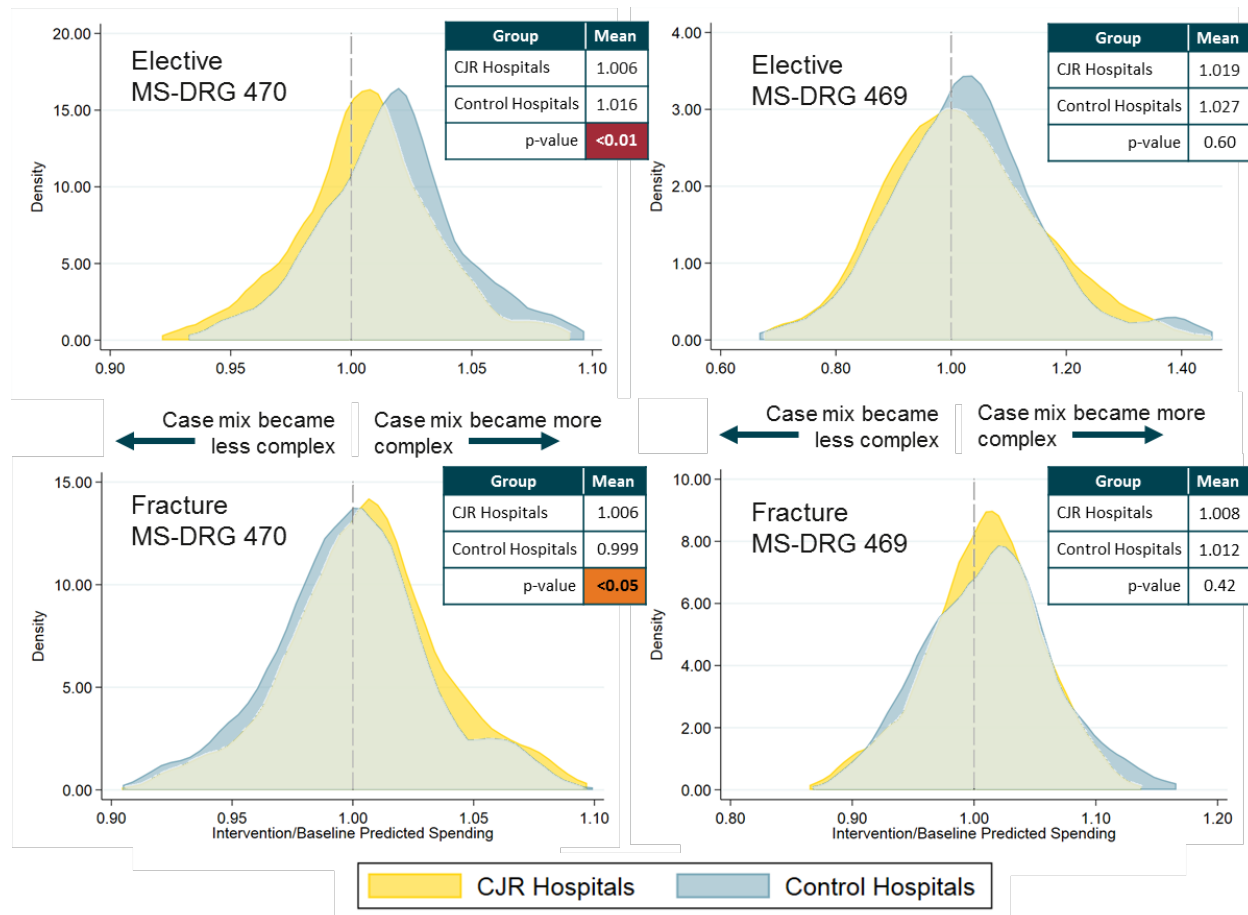 Elective
MS-DRG 470
Group Mean
CJR Hospitals 1.006
Control Hospitals 1.016
p-value <0.01
20.00
15.00
10.00
5.00
0.00
Density
0.90 0.95 1.00 1.05 1.10
Elective
MS-DRG 469
Group Mean
CJR Hospitals 1.019
Control Hospitals 1.027
p-value 0.60
4.00
3.00
2.00
1.00
0.00
Density
0.60 0.80 1.00 1.20 1.40
Case mix became
less complex
Case mix became more
complex
Case mix became
less complex
Case mix became more
complex
Fracture
MS-DRG 470
Group Mean
CJR Hospitals 1.006
Control Hospitals 0.999
p-value <0.05
15.00
10.00
5.00
0.00
Density
0.90 0.95 1.00 1.05 1.10
Intervention/Baseline Predicted Spending
Fracture
MS-DRG 469
Group Mean
CJR Hospitals 1.008
Control Hospitals 1.012
p-value 0.42
10.00
8.00
6.00
4.00
2.00
0.00
Density
0.80 0.90 1.00 1.10 1.20
Intervention/Baseline Predicted Spending
CJR Hospitals Control Hospitals